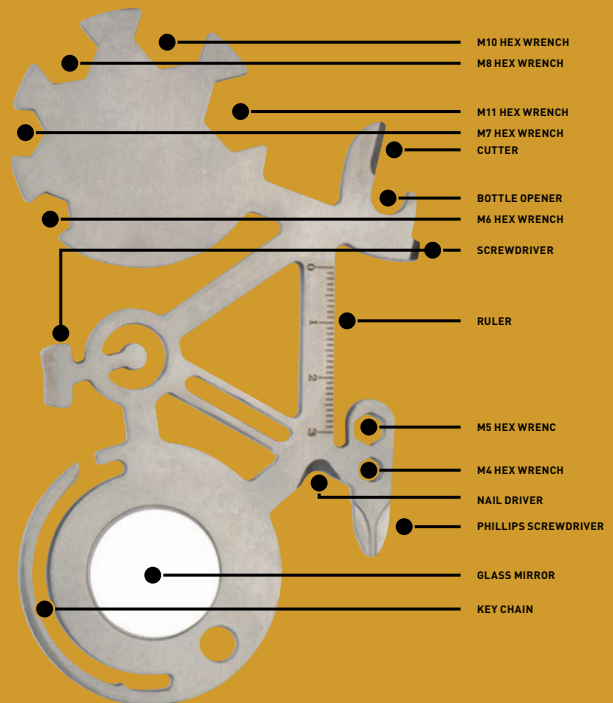 M10 HEX WRENCH
M8 HEX WRENCH
M11 HEX WRENCH
M7 HEX WRENCH
CUTTER
BOTTLE OPENER
M6 HEX WRENCH
SCREWDRIVER
0
1
RULER
2
3
M5 HEX WRENC
M4 HEX WRENCH
NAIL DRIVER
PHILLIPS SCREWDRIVER
GLASS MIRROR
KEY CHAIN